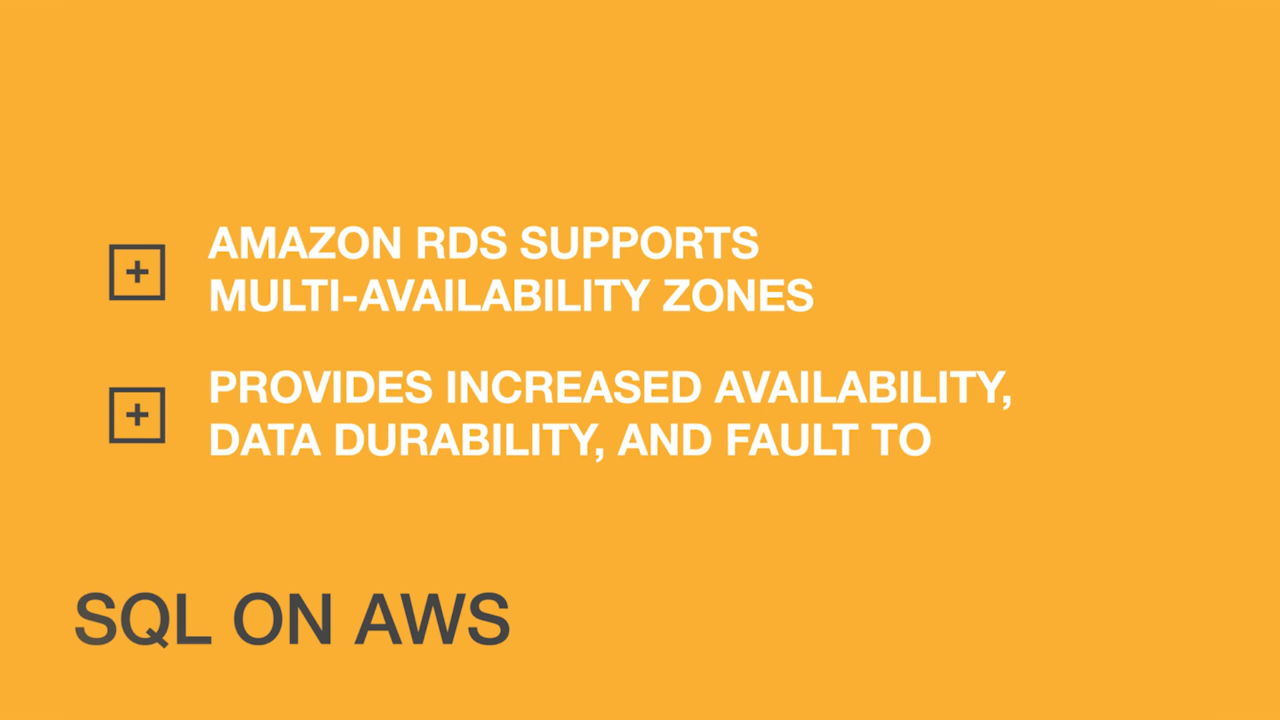 AMAZON RDS SUPPORTS
MULTI-AVAILABILITY ZONES
PROVIDES INCREASED AVAILABILITY,
DATA DURABILITY, AND FAULT TO
SQL ON AWS